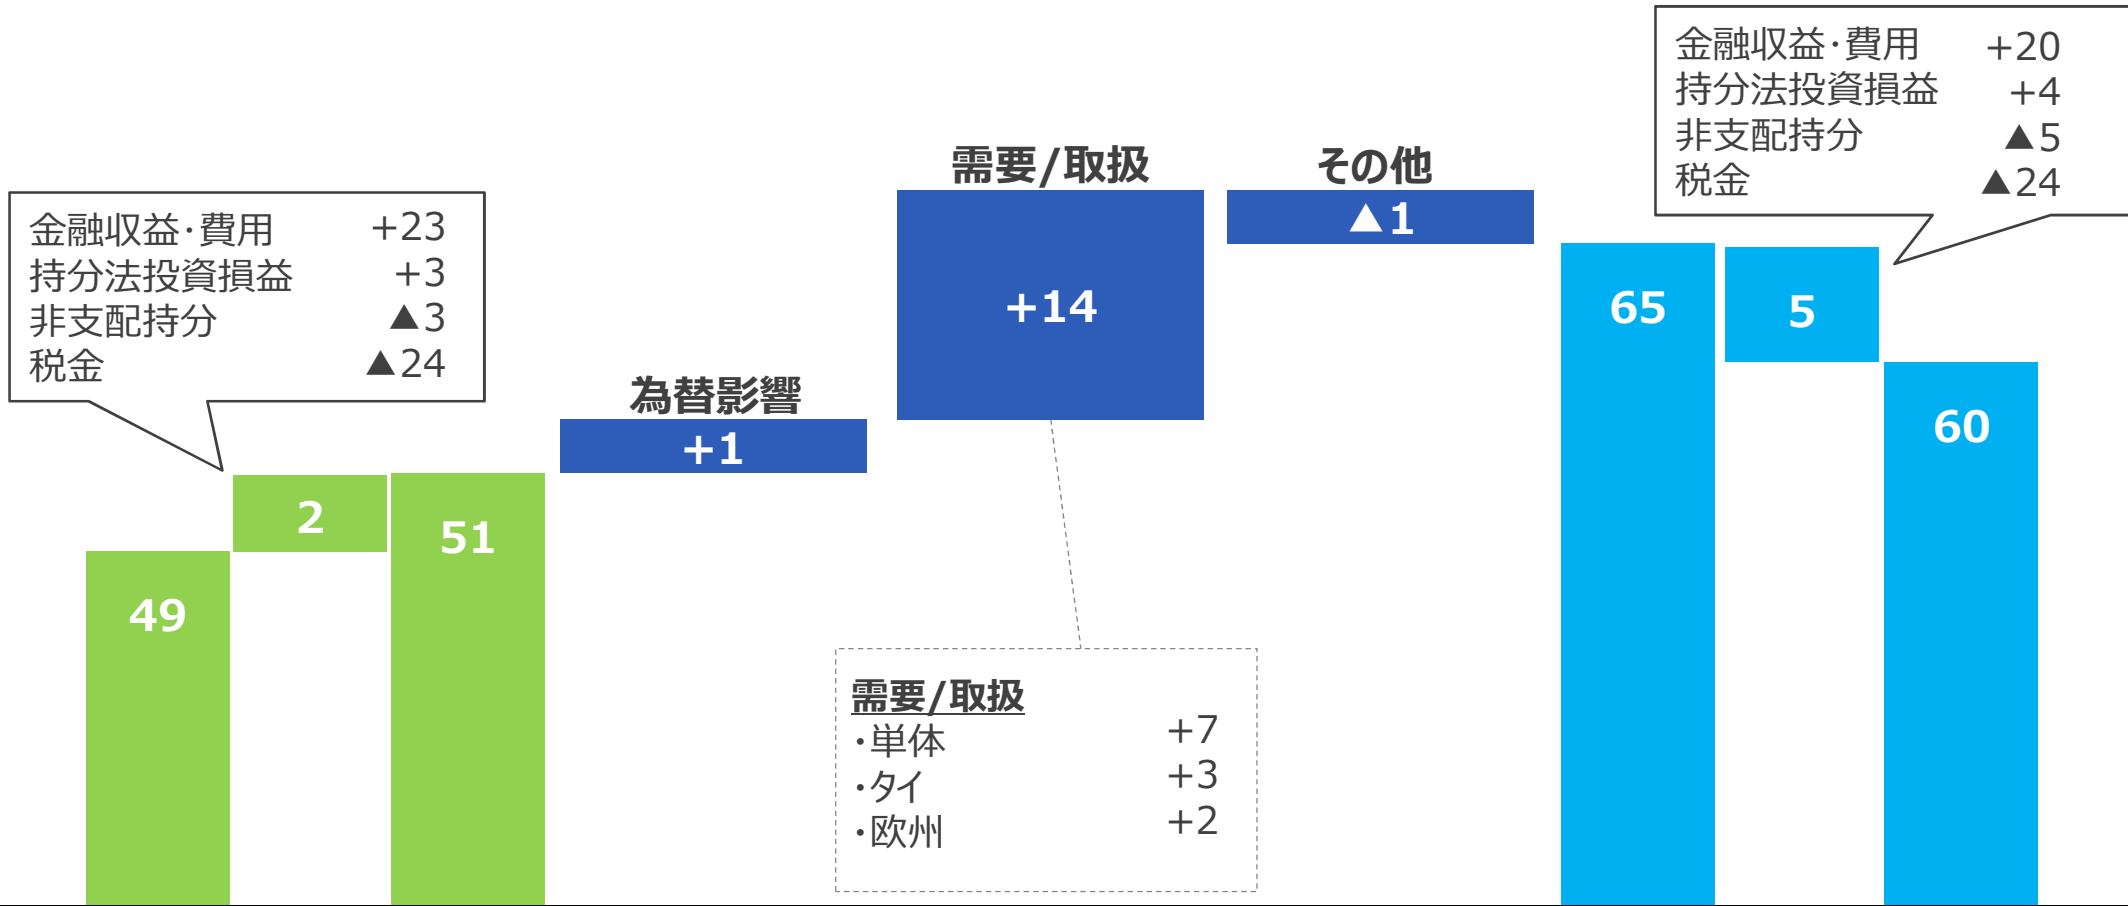 金融収益・費用 +23
持分法投資損益 +3
非支配持分 ▲3
税金 ▲24
49
2
51
為替影響
+1
需要/取扱
+14
需要/取扱
・単体 +7
・タイ +3
・欧州 +2
その他
▲1
金融収益・費用 +20
持分法投資損益 +4
非支配持分 ▲5
税金 ▲24
65
5
60